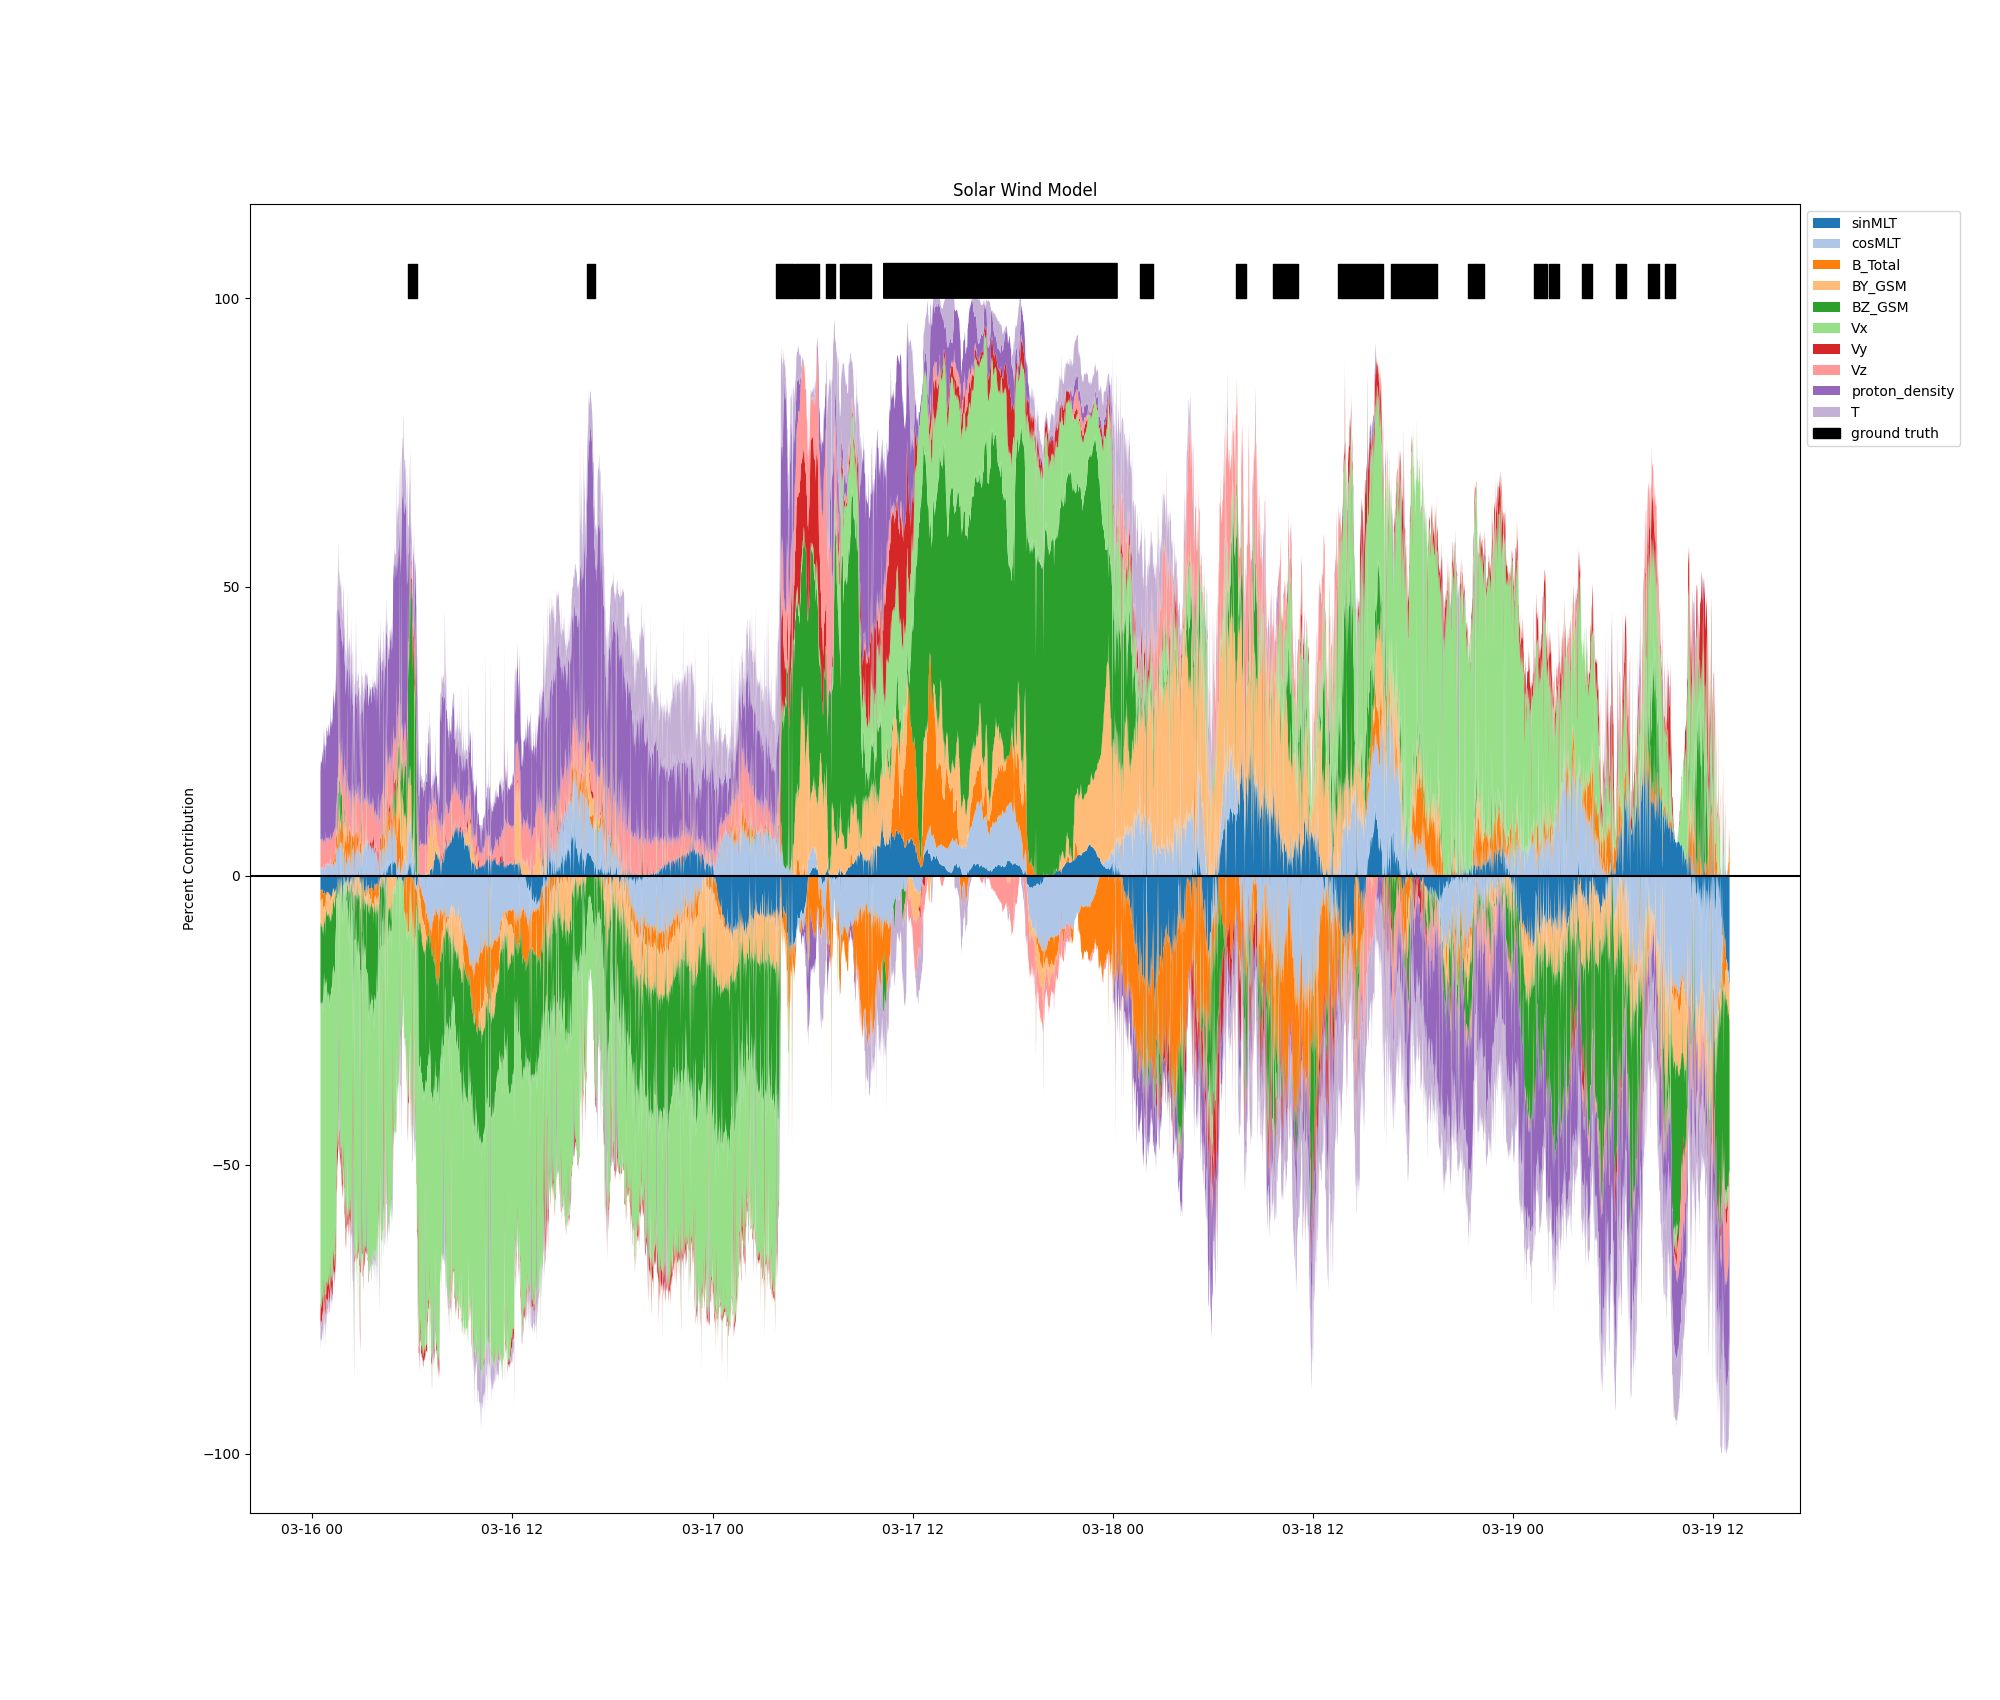 Solar Wind Model
sinMLT
cosMLT
B_Total
BY_GSM
BZ_GSM
Vx
Vy
Vz
proton_density
T
ground truth
100
50
0
−50
−100
Percent Contribution
03-16 00
03-16 12
03-17 00
03-17 12
03-18 00
03-18 12
03-19 00
03-19 12